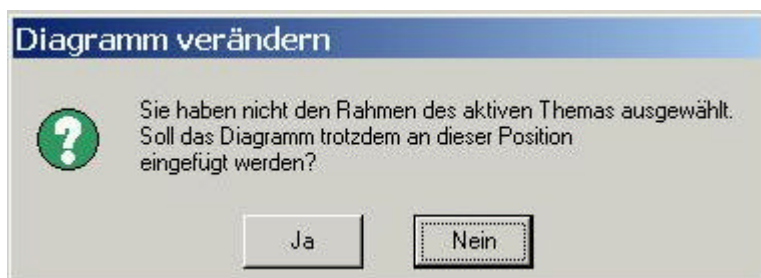 Diagramm verändern
Sie haben nicht den Rahmen des aktiven Themas ausgewählt.
Soll das Diagramm trotzdem an dieser Position
eingefügt werden?
Ja
Nein